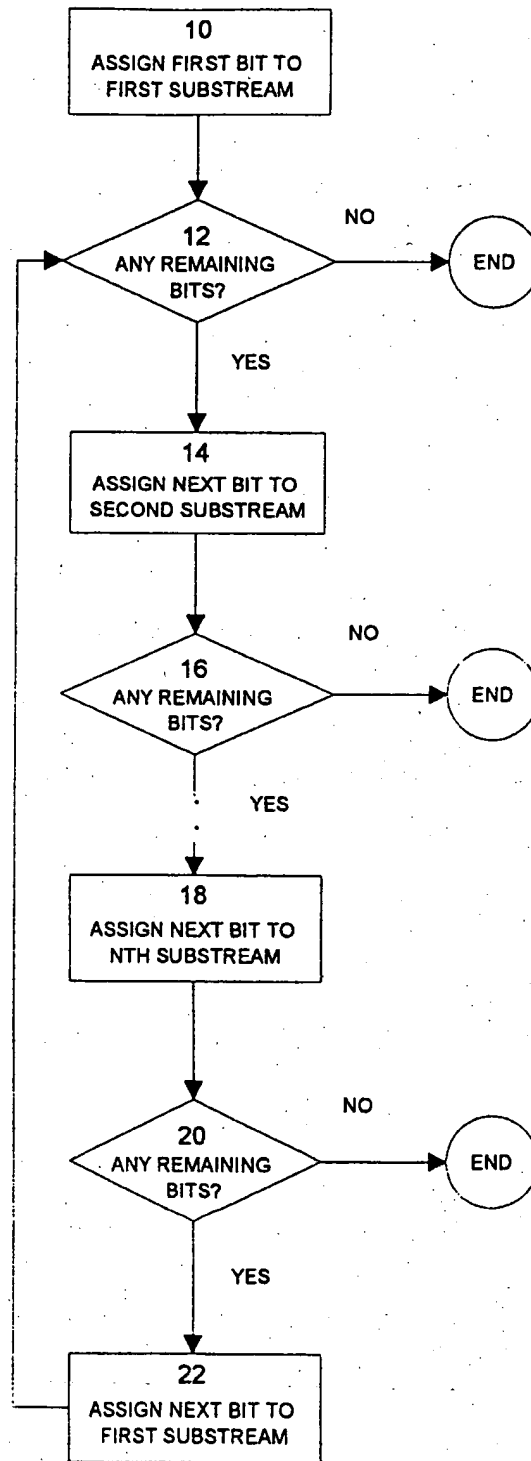 10
ASSIGN FIRST BIT TO
FIRST SUBSTREAM
NO
12
ANY REMAINING
BITS?
END
YES
14
ASSIGN NEXT BIT TO
SECOND SUBSTREAM
NO
16
ANY REMAINING
BITS?
END
YES
18
ASSIGN NEXT BIT TO
NTH SUBSTREAM
NO
20
ANY REMAINING
BITS?
END
YES
22
ASSIGN NEXT BIT TO
FIRST SUBSTREAM